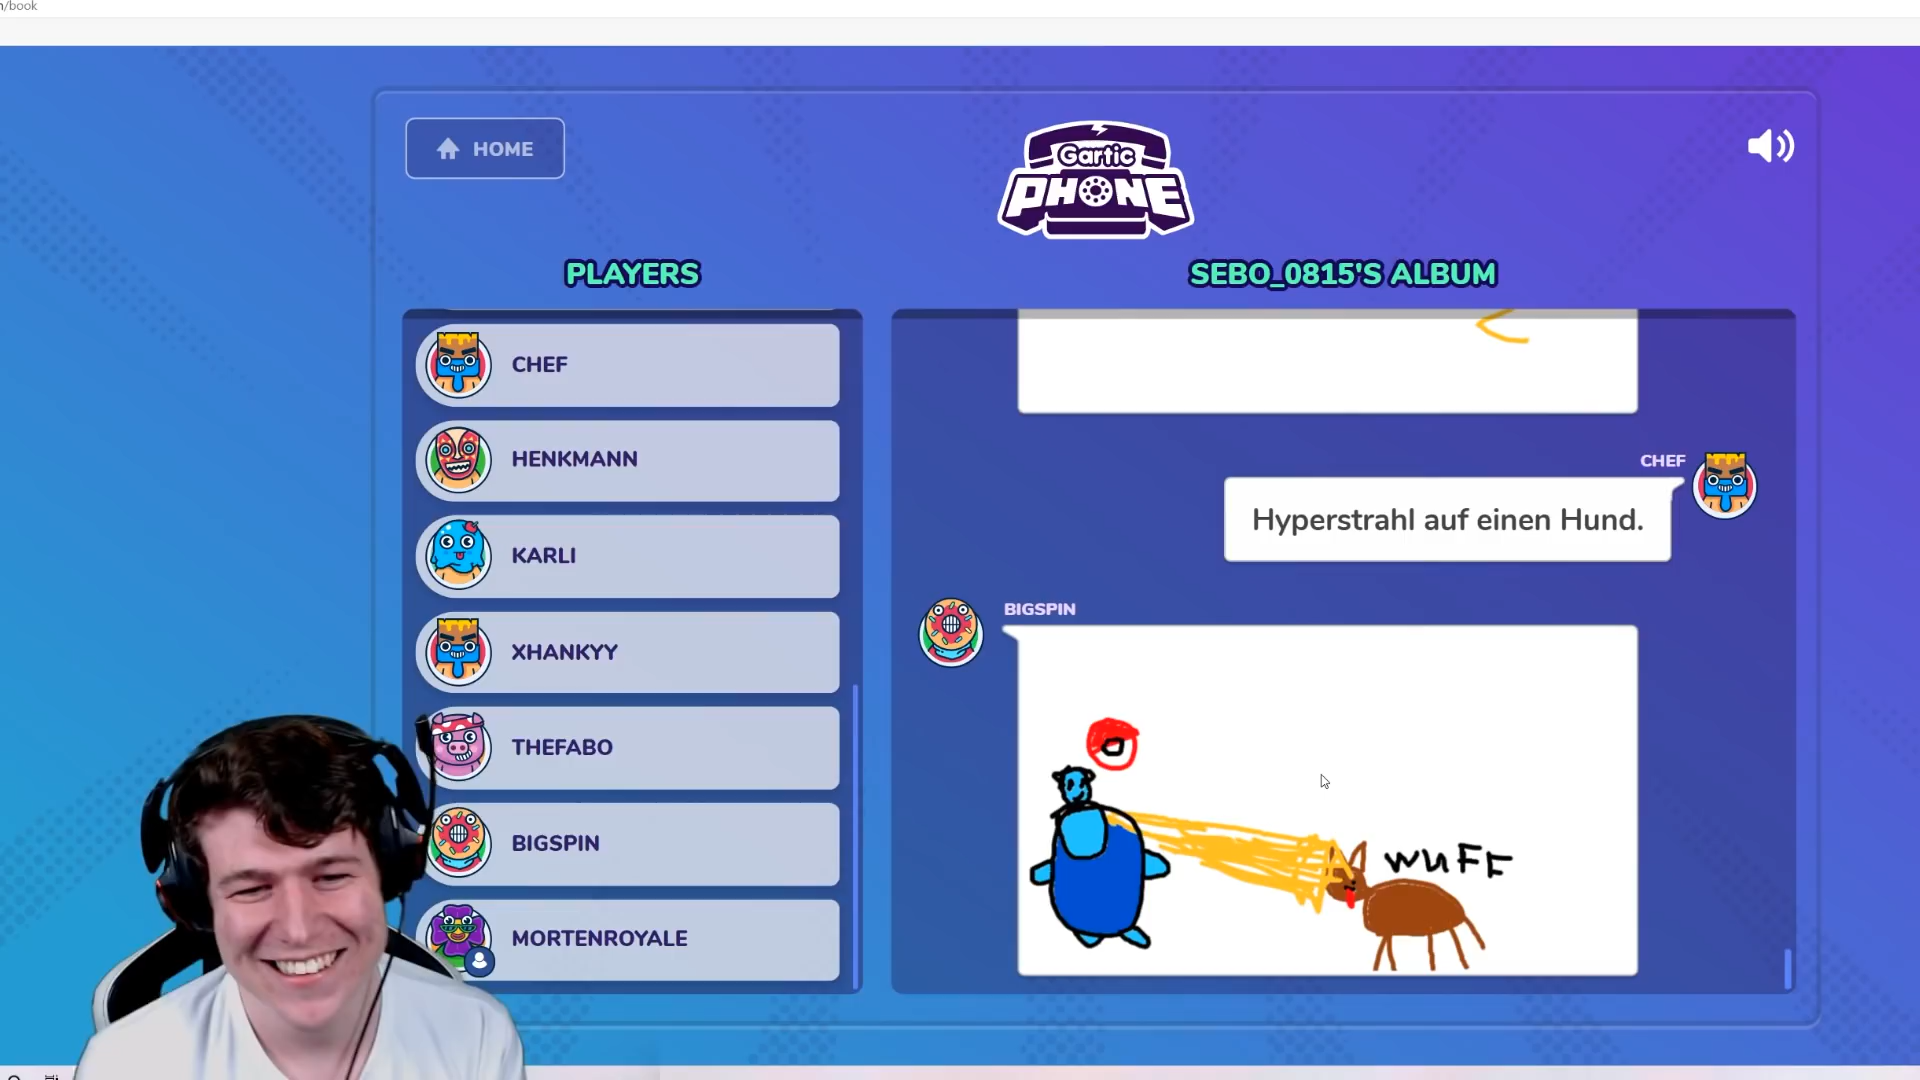 /book
HOME
Gartic
PHONE
PLAYERS
SEBO_0815'S ALBUM
CHEF
HENKMANN
KARLI
XHANKYY
THEFABO
BIGSPIN
MORTENROYALE
CHEF
Hyperstrahl auf einen Hund.
BIGSPIN
WUFF